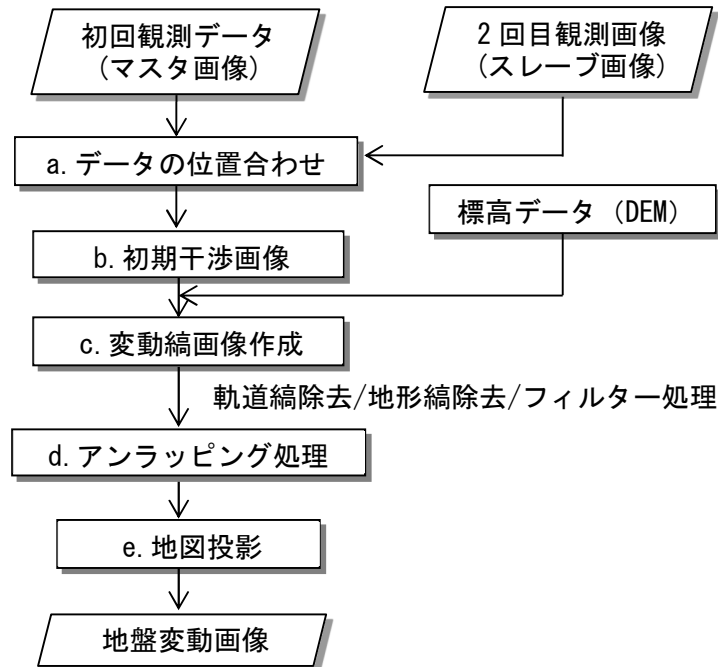 初回観測データ
(マスタ画像)
2 回目観測画像
(スレーブ画像)
a. データの位置合わせ
標高データ (DEM)
b. 初期干渉画像
c. 変動縞画像作成
軌道縞除去/地形縞除去/フィルター処理
d. アンラッピング処理
e. 地図投影
地盤変動画像